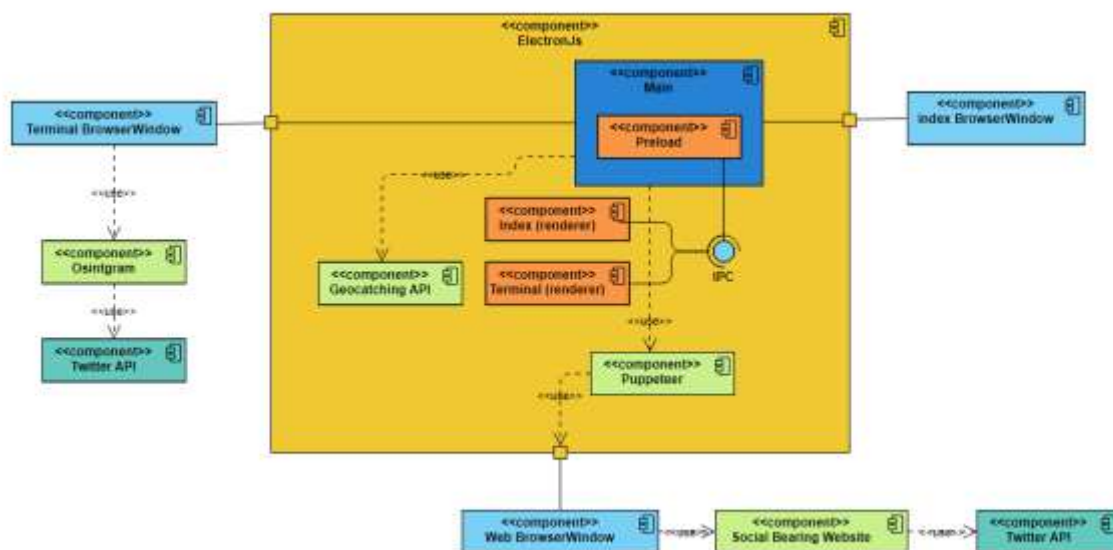 <<component>>
ElectronJs
<<component>>
Main
<<component>>
Terminal BrowserWindow
<<component>>
index BrowserWindow
<<component>>
Preload
<<use>>
<<use>>
<<component>>
Index (renderer)
<<component>>
Osintgram
<<component>>
Geocatching API
<<component>>
Terminal (renderer)
IPC
<<use>>
<<use>>
<<component>>
Twitter API
<<component>>
Puppeteer
<<use>>
<<component>>
Web BrowserWindow
<<use>>
<<component>>
Social Bearing Website
<<use>>
<<component>>
Twitter API